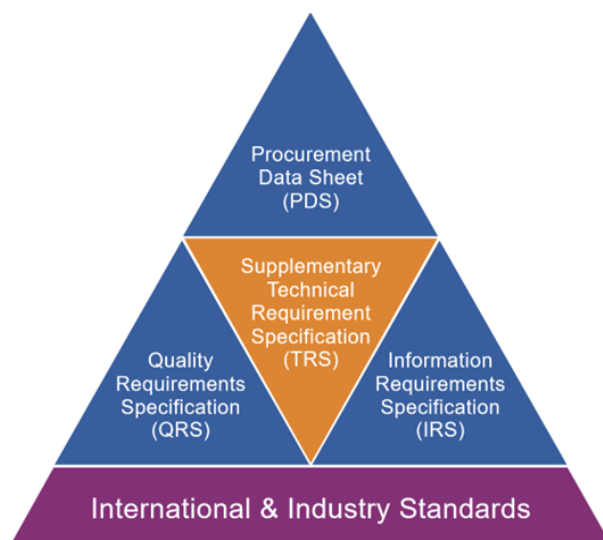 Procurement
Data Sheet
(PDS)
Supplementary
Technical
Requirement
Specification
(TRS)
Quality
Requirements
Specification
(QRS)
Information
Requirements
Specification
(IRS)
International & Industry Standards